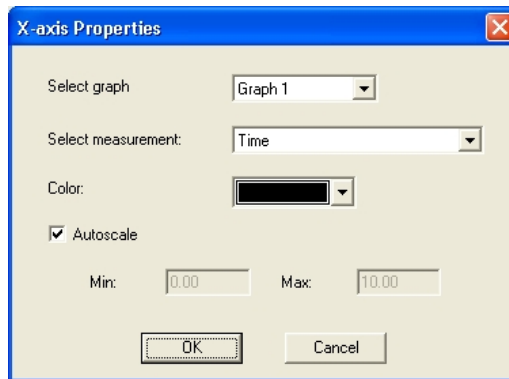 X-axis Properties
Select graph Graph 1
Select measurement: Time
Color:
Autoscale
Min: 0.00 Max: 10.00
OK Cancel